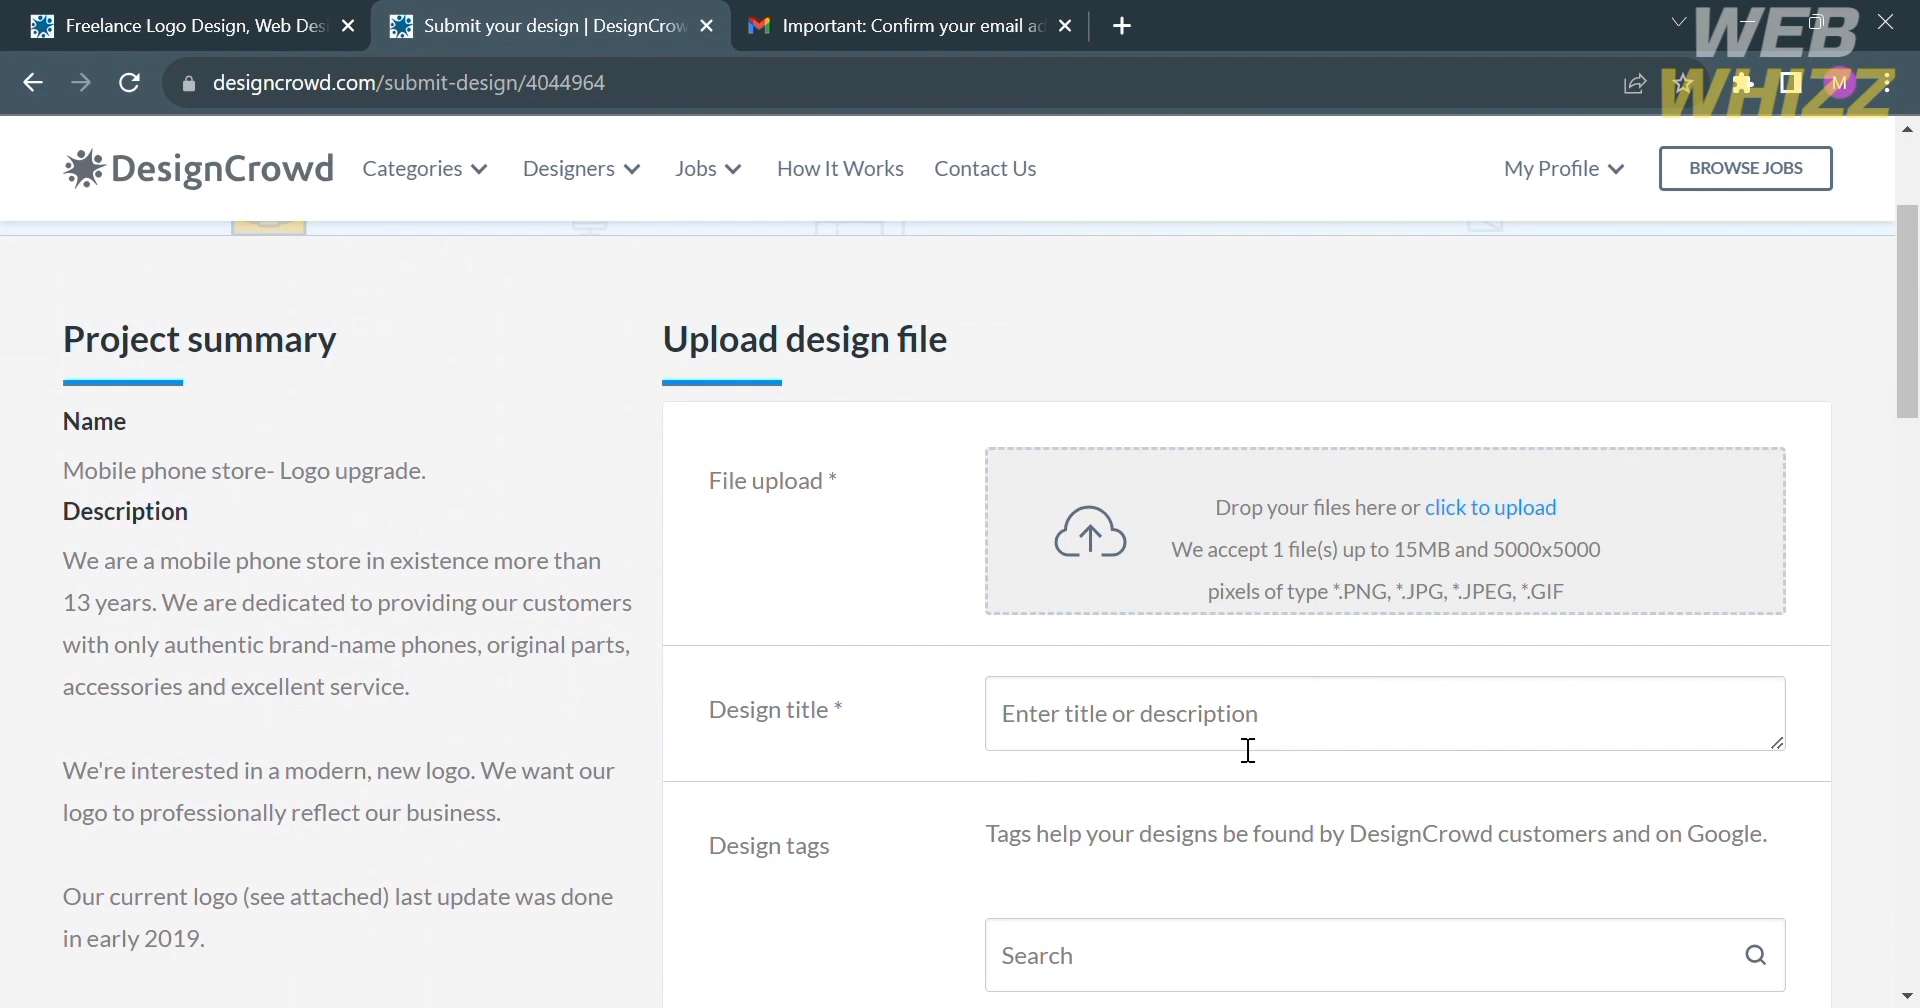 Freelance Logo Design, Web Des
Submit your design | DesignCrow
Important: Confirm your email ad
WEB
WHIZZ
designcrowd.com/submit-design/4044964
M
DesignCrowd
Categories
Designers
Jobs
How It Works
Contact Us
My Profile
BROWSE JOBS
Project summary
Name
Mobile phone store- Logo upgrade.
Description
We are a mobile phone store in existence more than
13 years. We are dedicated to providing our customers
with only authentic brand-name phones, original parts,
accessories and excellent service.
We're interested in a modern, new logo. We want our
logo to professionally reflect our business.
Our current logo (see attached) last update was done
in early 2019.
Upload design file
File upload *
Drop your files here or click to upload
We accept 1 file(s) up to 15MB and 5000x5000
pixels of type *.PNG, *.JPG, *.JPEG, *.GIF
Design title *
Enter title or description
Design tags
Tags help your designs be found by DesignCrowd customers and on Google.
Search